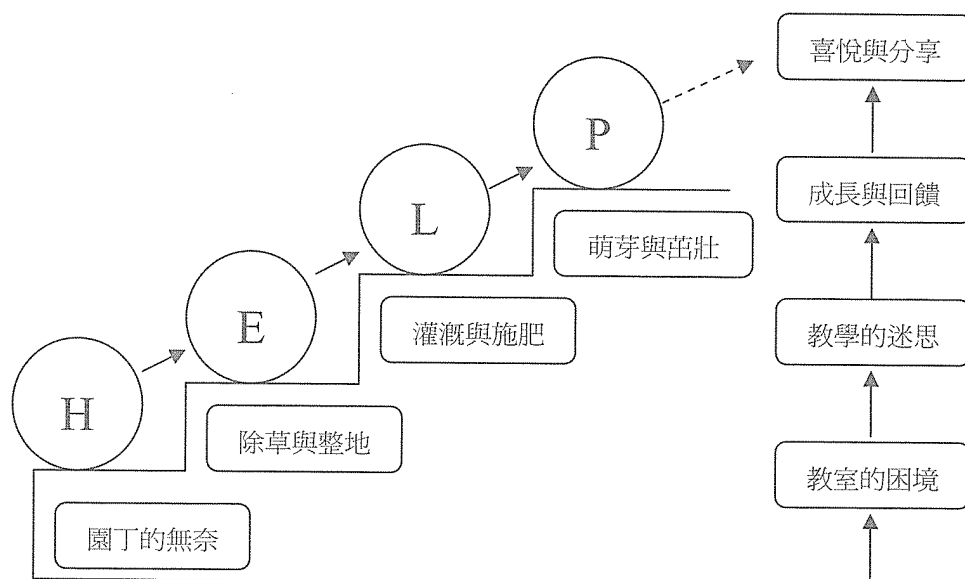 喜悅與分享
P
成長與回饋
L
萌芽與茁壯
E
灌溉與施肥
教學的迷思
H
除草與整地
教室的困境
園丁的無奈